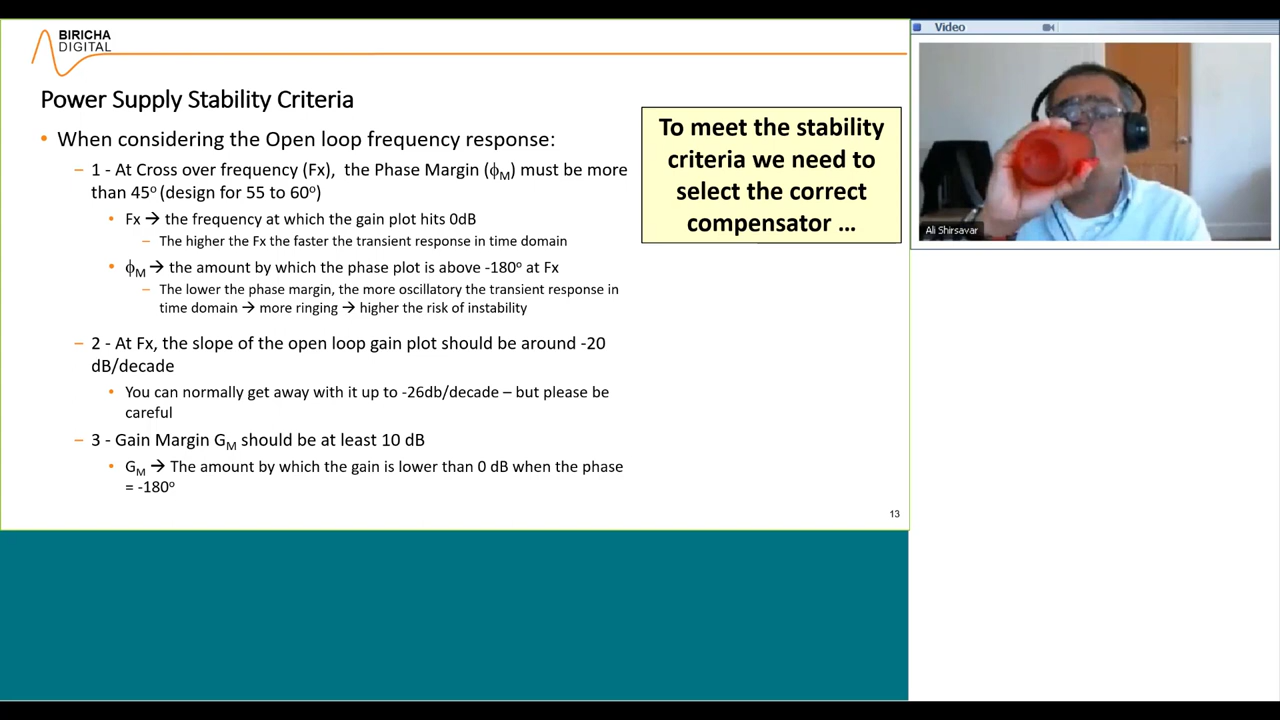 BIRICHA
DIGITAL
Power Supply Stability Criteria
• When considering the Open loop frequency response:
– 1 - At Cross over frequency (Fx), the Phase Margin (ϕM) must be more
than 45º (design for 55 to 60º)
• Fx → the frequency at which the gain plot hits 0dB
– The higher the Fx the faster the transient response in time domain
• ϕM → the amount by which the phase plot is above -180º at Fx
– The lower the phase margin, the more oscillatory the transient response in
time domain → more ringing → higher the risk of instability
– 2 - At Fx, the slope of the open loop gain plot should be around -20
dB/decade
• You can normally get away with it up to -26db/decade – but please be
careful
– 3 - Gain Margin GM should be at least 10 dB
• GM → The amount by which the gain is lower than 0 dB when the phase
= -180º
To meet the stability
criteria we need to
select the correct
compensator ...
13
Video
Ali Shirsavar